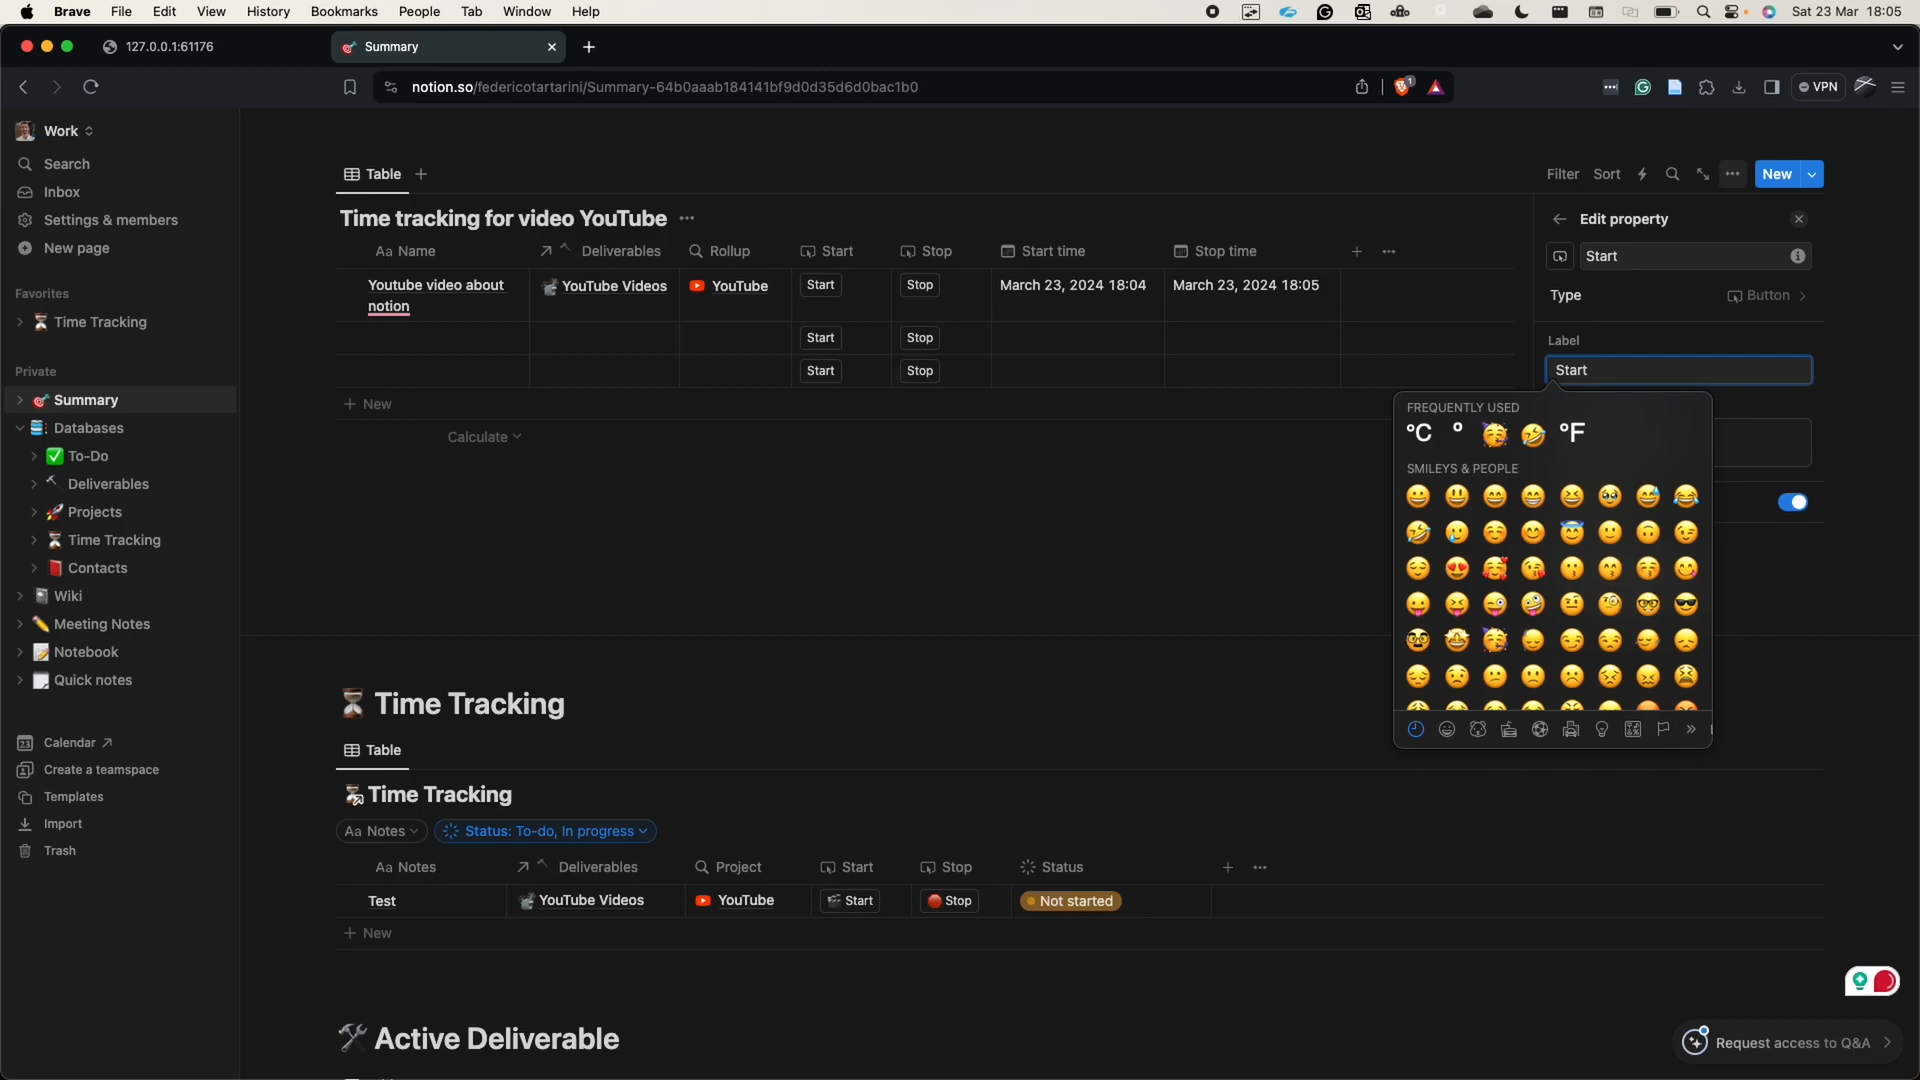 Brave File Edit View History Bookmarks People Tab Window Help Sat 23 Mar 18:05
127.0.0.1:61176 Summary
notion.so/federicotartarini/Summary-64b0aaab184141bf9d0d35d6d0bac1b0 1 VPN
Work
Search
Inbox
Settings & members
New page
Favorites
Time Tracking
Private
Summary
Databases
To-Do
Deliverables
Projects
Time Tracking
Contacts
Wiki
Meeting Notes
Notebook
Quick notes
23 Calendar
Create a teamspace
Templates
Import
Trash
Table Filter Sort New
Time tracking for video YouTube
Aa Name Deliverables Rollup Start Stop Start time Stop time
Youtube video about YouTube Videos YouTube Start Stop March 23, 2024 18:04 March 23, 2024 18:05
notion
Start Stop
Start Stop
New
Calculate
Edit property
Start
Type Button
Label
Start
FREQUENTLY USED
°C ° °F
SMILEYS & PEOPLE
Time Tracking
Table
Time Tracking
Aa Notes Status: To-do, In progress
Aa Notes Deliverables Project Start Stop Status
Test YouTube Videos YouTube Start Stop Not started
New
Active Deliverable
Request access to Q&A